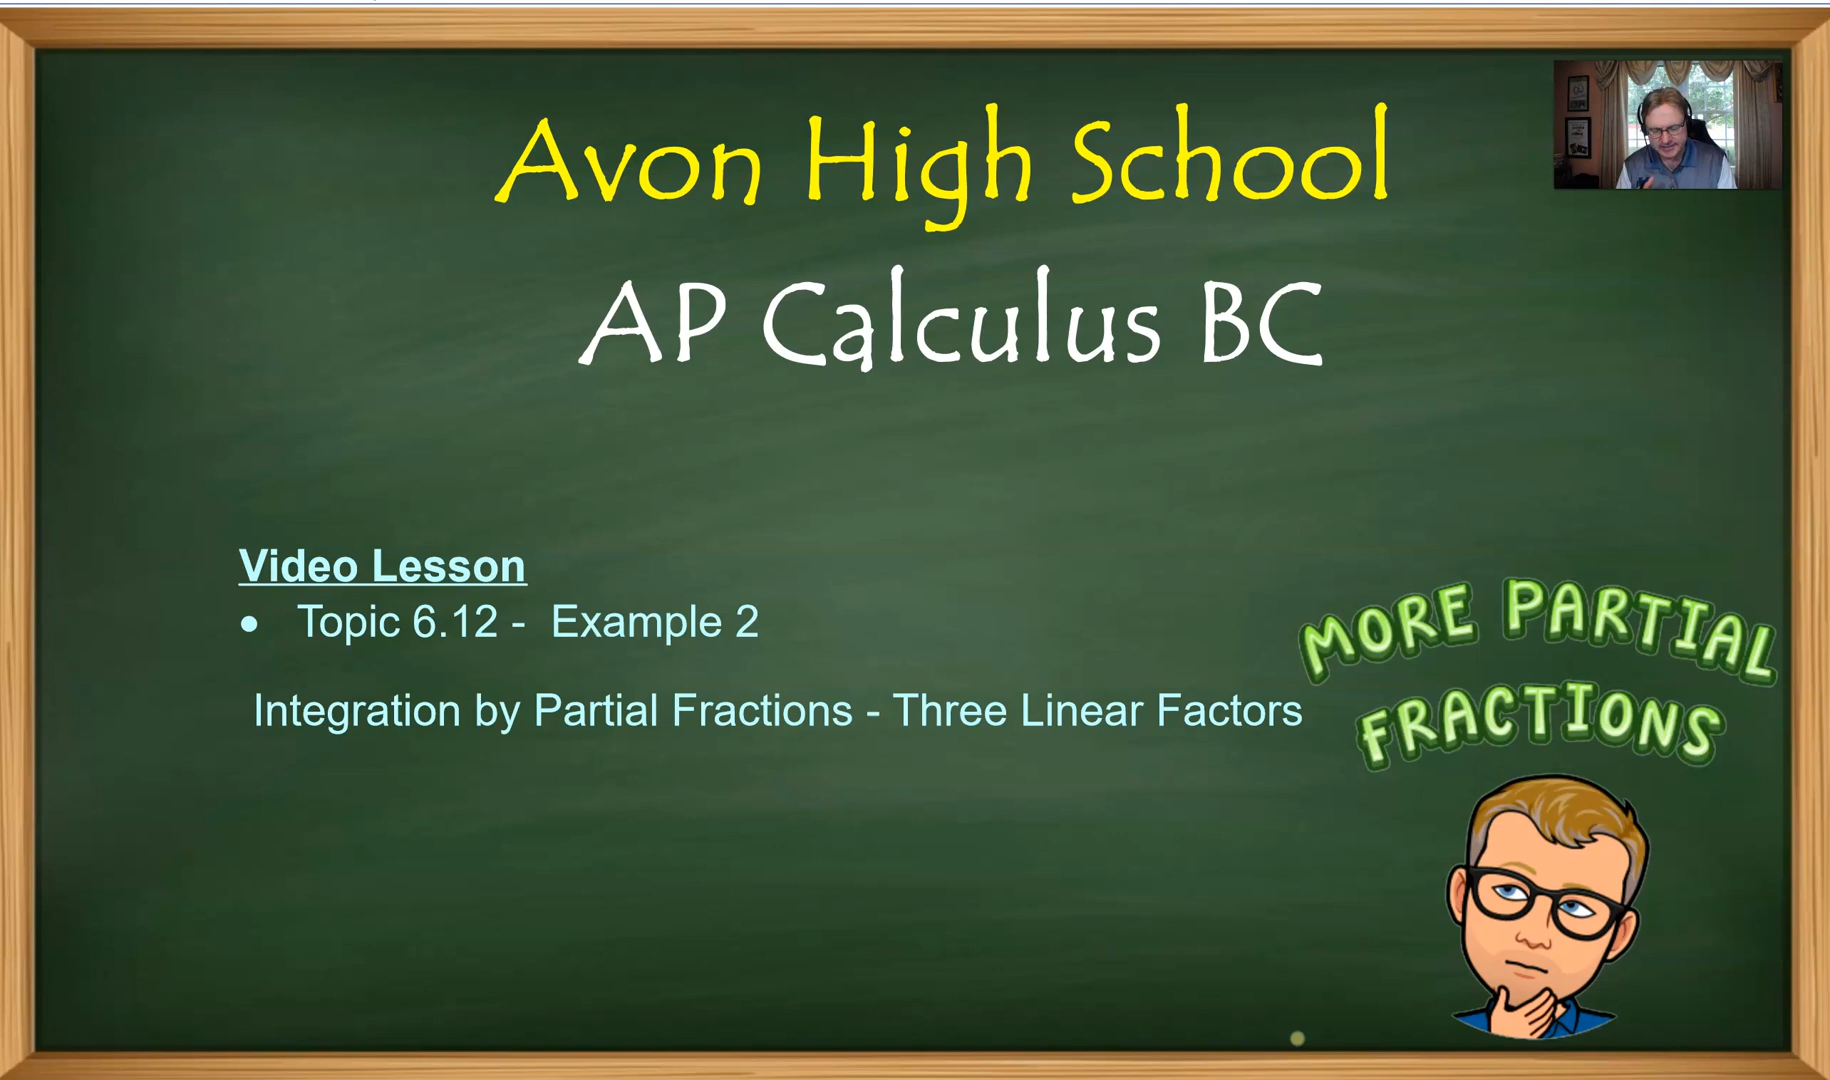 Avon High School
AP Calculus BC
Video Lesson
• Topic 6.12 - Example 2
Integration by Partial Fractions - Three Linear Factors
MORE PARTIAL
FRACTIONS